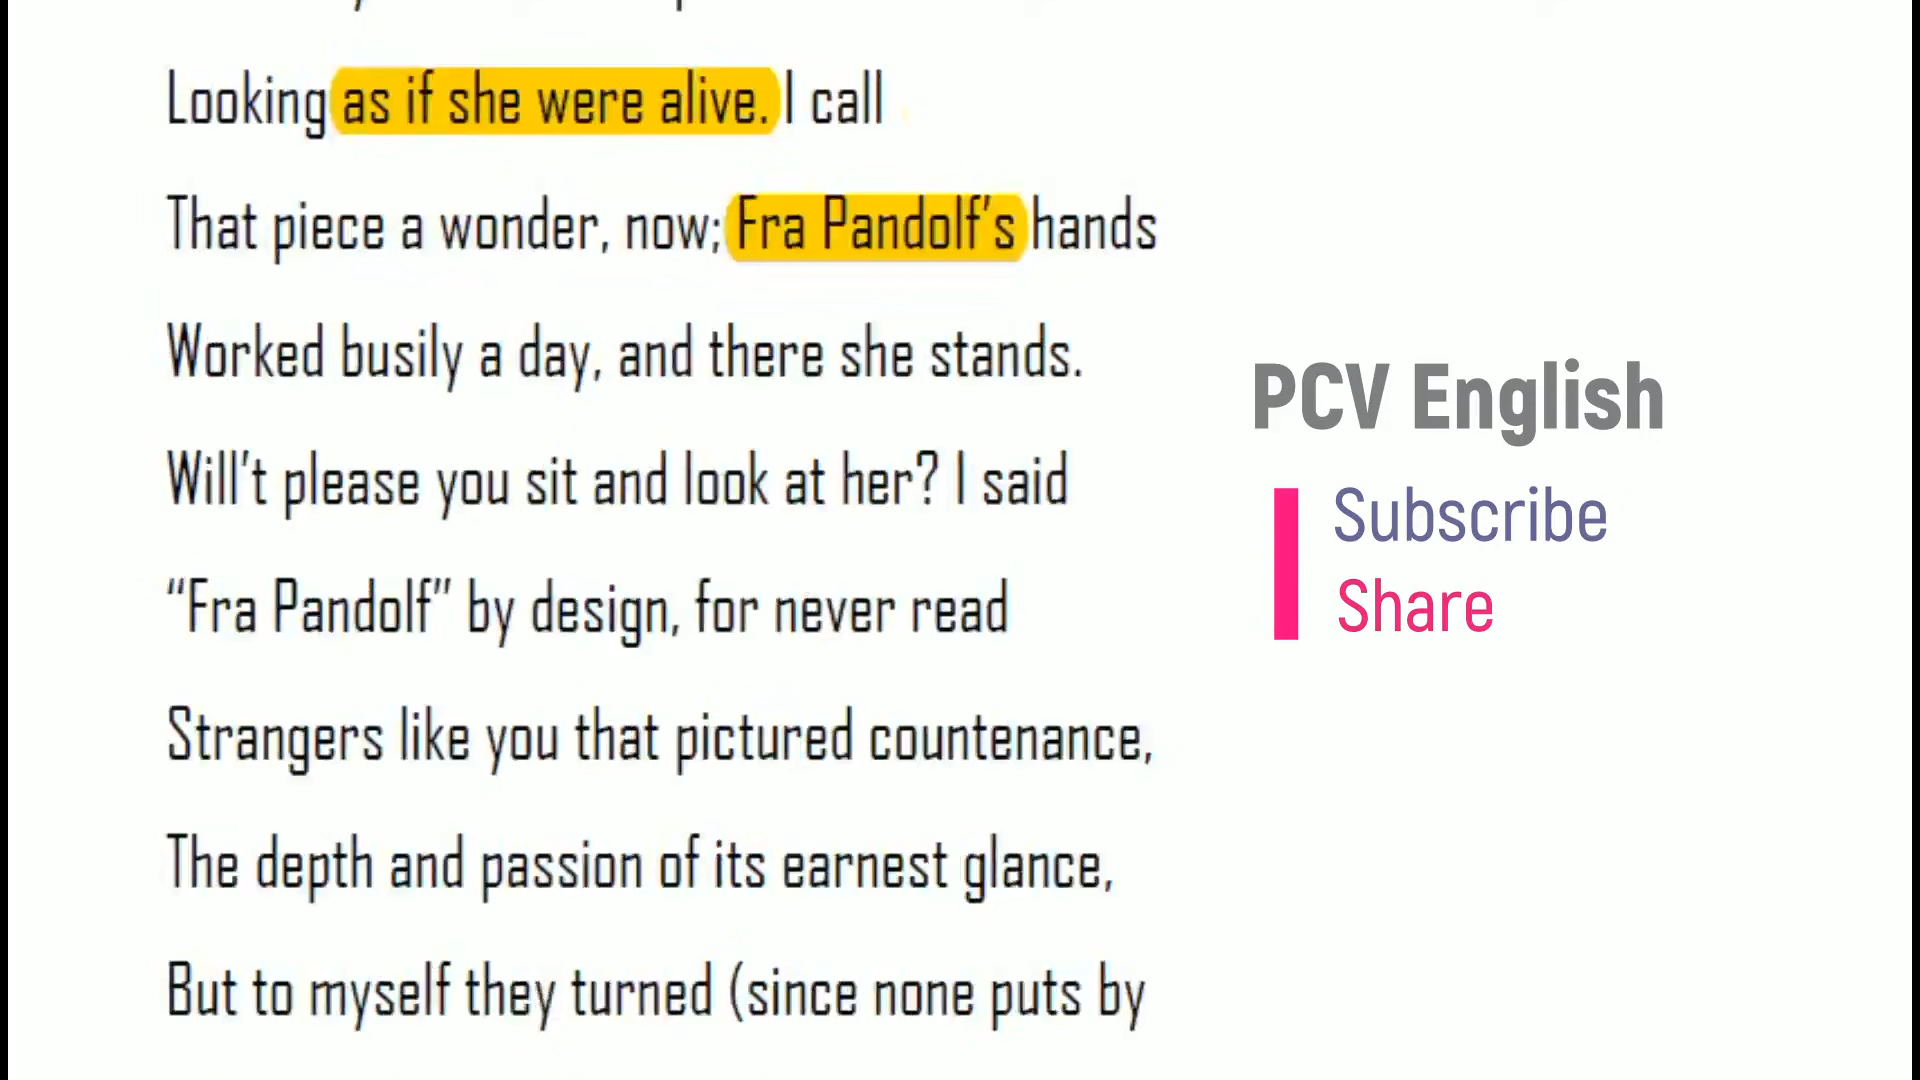 Looking as if she were alive. I call
That piece a wonder, now; Fra Pandolf’s hands
Worked busily a day, and there she stands.
Will’t please you sit and look at her? I said
“Fra Pandolf” by design, for never read
Strangers like you that pictured countenance,
The depth and passion of its earnest glance,
But to myself they turned (since none puts by
PCV English
Subscribe
Share